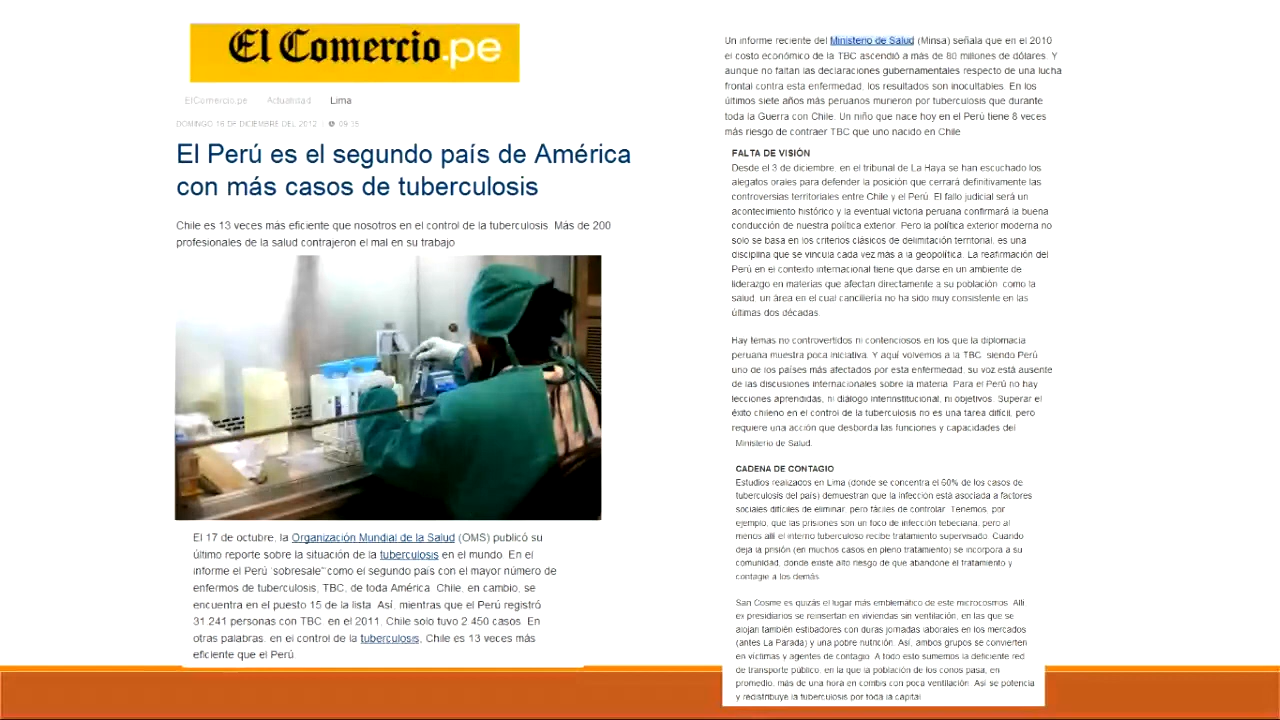 El Comercio.pe
ElComercio.pe Actualidad Lima
DOMINGO 16 DE DICIEMBRE DEL 2012 | 09:35
El Perú es el segundo país de América
con más casos de tuberculosis
Chile es 13 veces más eficiente que nosotros en el control de la tuberculosis. Más de 200
profesionales de la salud contrajeron el mal en su trabajo
El 17 de octubre, la Organización Mundial de la Salud (OMS) publicó su
último reporte sobre la situación de la tuberculosis en el mundo. En el
informe el Perú “sobresale” como el segundo país con el mayor número de
enfermos de tuberculosis, TBC, de toda América. Chile, en cambio, se
encuentra en el puesto 15 de la lista. Así, mientras que el Perú registró
31.241 personas con TBC en el 2011, Chile solo tuvo 2.450 casos. En
otras palabras, en el control de la tuberculosis, Chile es 13 veces más
eficiente que el Perú.
Un informe reciente del Ministerio de Salud (Minsa) señala que en el 2010
el costo económico de la TBC ascendió a más de 80 millones de dólares. Y
aunque no faltan las declaraciones gubernamentales respecto de una lucha
frontal contra esta enfermedad, los resultados son inocultables. En los
últimos siete años más peruanos murieron por tuberculosis que durante
toda la Guerra con Chile. Un niño que nace hoy en el Perú tiene 8 veces
más riesgo de contraer TBC que uno nacido en Chile
FALTA DE VISIÓN
Desde el 3 de diciembre, en el tribunal de La Haya se han escuchado los
alegatos orales para defender la posición que cerrará definitivamente las
controversias territoriales entre Chile y el Perú. El fallo judicial será un
acontecimiento histórico y la eventual victoria peruana confirmará la buena
conducción de nuestra política exterior. Pero la política exterior moderna no
solo se basa en los criterios clásicos de delimitación territorial, es una
disciplina que se vincula cada vez más a la geopolítica. La reafirmación del
Perú en el contexto internacional tiene que darse en un ambiente de
liderazgo en materias que afectan directamente a su población, como la
salud, un área en el cual cancillería no ha sido muy consistente en las
últimas dos décadas.
Hay temas no controvertidos ni contenciosos en los que la diplomacia
peruana muestra poca iniciativa. Y aquí volvemos a la TBC: siendo Perú
uno de los países más afectados por esta enfermedad, su voz está ausente
de las discusiones internacionales sobre la materia. Para el Perú no hay
lecciones aprendidas, ni diálogo interinstitucional, ni objetivos. Superar el
éxito chileno en el control de la tuberculosis no es una tarea difícil, pero
requiere una acción que desborda las funciones y capacidades del
Ministerio de Salud.
CADENA DE CONTAGIO
Estudios realizados en Lima (donde se concentra el 60% de los casos de
tuberculosis del país) demuestran que la infección está asociada a factores
sociales difíciles de eliminar, pero fáciles de controlar. Tenemos, por
ejemplo, que las prisiones son un foco de infección tebeciana, pero al
menos allí el interno tuberculoso recibe tratamiento supervisado. Cuando
deja la prisión (en muchos casos en pleno tratamiento) se incorpora a su
comunidad, donde existe alto riesgo de que abandone el tratamiento y
contagie a los demás.
San Cosme es quizás el lugar más emblemático de este microcosmos. Allí
ex presidiarios se reinsertan en viviendas sin ventilación, en las que se
alojan también estibadores con duras jornadas laborales en los mercados
(antes La Parada) y una pobre nutrición. Así, ambos grupos se convierten
en víctimas y agentes de contagio. A todo esto sumemos la deficiente red
de transporte público, en la que la población de los conos pasa, en
promedio, más de una hora en combis con poca ventilación. Así se potencia
y redistribuye la tuberculosis por toda la capital.